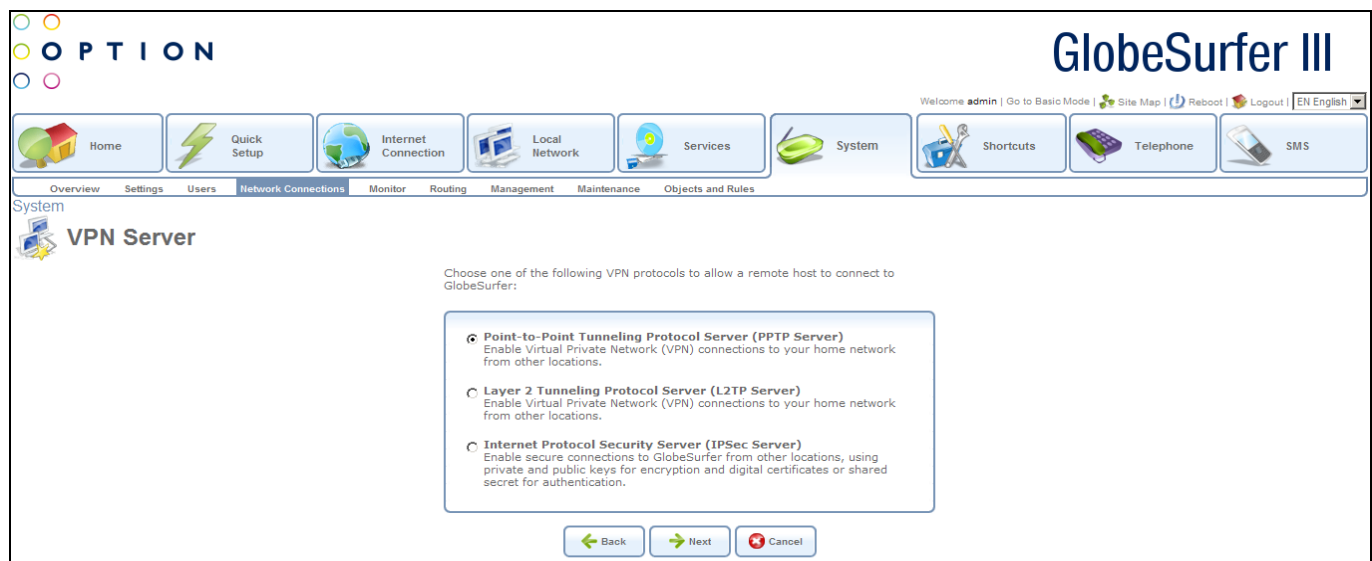 OPTION
GlobeSurfer III
Welcome admin | Go to Basic Mode | Site Map | Reboot | Logout | EN English
Home
Quick
Setup
Internet
Connection
Local
Network
Services
System
Shortcuts
Telephone
SMS
Overview Settings Users Network Connections Monitor Routing Management Maintenance Objects and Rules
System
VPN Server
Choose one of the following VPN protocols to allow a remote host to connect to
GlobeSurfer:
Point-to-Point Tunneling Protocol Server (PPTP Server)
Enable Virtual Private Network (VPN) connections to your home network
from other locations.
Layer 2 Tunneling Protocol Server (L2TP Server)
Enable Virtual Private Network (VPN) connections to your home network
from other locations.
Internet Protocol Security Server (IPSec Server)
Enable secure connections to GlobeSurfer from other locations, using
private and public keys for encryption and digital certificates or shared
secret for authentication.
Back
Next
Cancel